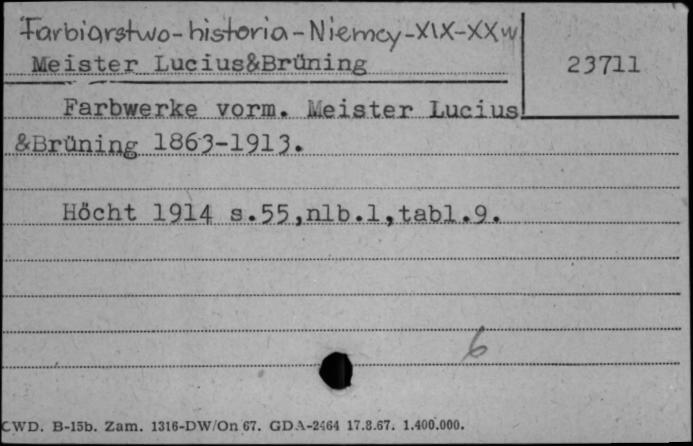 Farbiarstwo-historia-Niemcy-XIX-XX w
Meister Lucius&Brüning
23711
Farbwerke vorm. Meister Lucius
&Brüning 1863-1913.
Höcht 1914 s.55,nlb.1,tabl.9.
6
CWD. B-15b. Zam. 1316-DW/On 67. GDA-2464 17.8.67. 1.400.000.